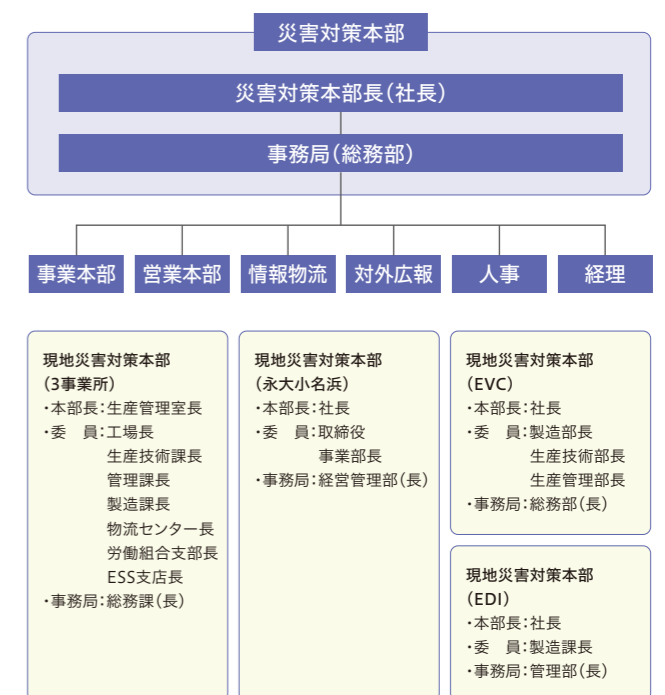 災害対策本部
災害対策本部長（社長）
事務局（総務部）
事業本部
営業本部
情報物流
対外広報
人事
経理
現地災害対策本部
（3事業所）
・本部長：生産管理室長
・委　員：工場長
生産技術課長
管理課長
製造課長
物流センター長
労働組合支部長
ESS支店長
・事務局：総務課（長）
現地災害対策本部
（永大小名浜）
・本部長：社長
・委　員：取締役
事業部長
・事務局：経営管理部（長）
現地災害対策本部
（EVC）
・本部長：社長
・委　員：製造部長
生産技術部長
生産管理部長
・事務局：総務部（長）
現地災害対策本部
（EDI）
・本部長：社長
・委　員：製造課長
・事務局：管理部（長）